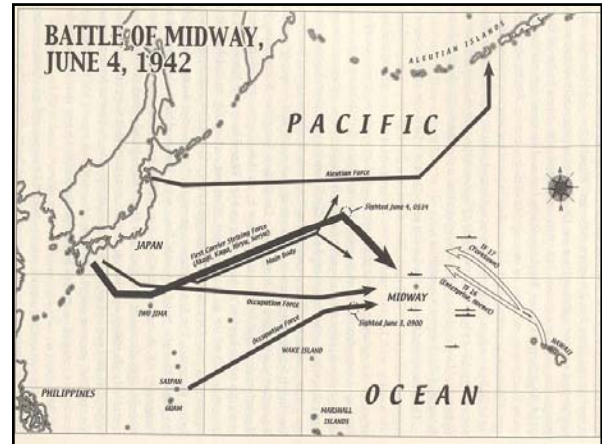 BATTLE OF MIDWAY,
JUNE 4, 1942
ALEUTIAN ISLANDS
PACIFIC
Aleutian Force
Sighted June 4, 0534
JAPAN
First Carrier Striking Force
(Akagi, Kaga, Hiryu, Soryu)
Main Body
TF 17
(Yorktown)
TF 16
(Enterprise, Hornet)
MIDWAY
Occupation Force
IWO JIMA
Occupation Force
Sighted June 3, 0900
HAWAII
WAKE ISLAND
SAIPAN
PHILIPPINES
GUAM
OCEAN
MARSHALL
ISLANDS